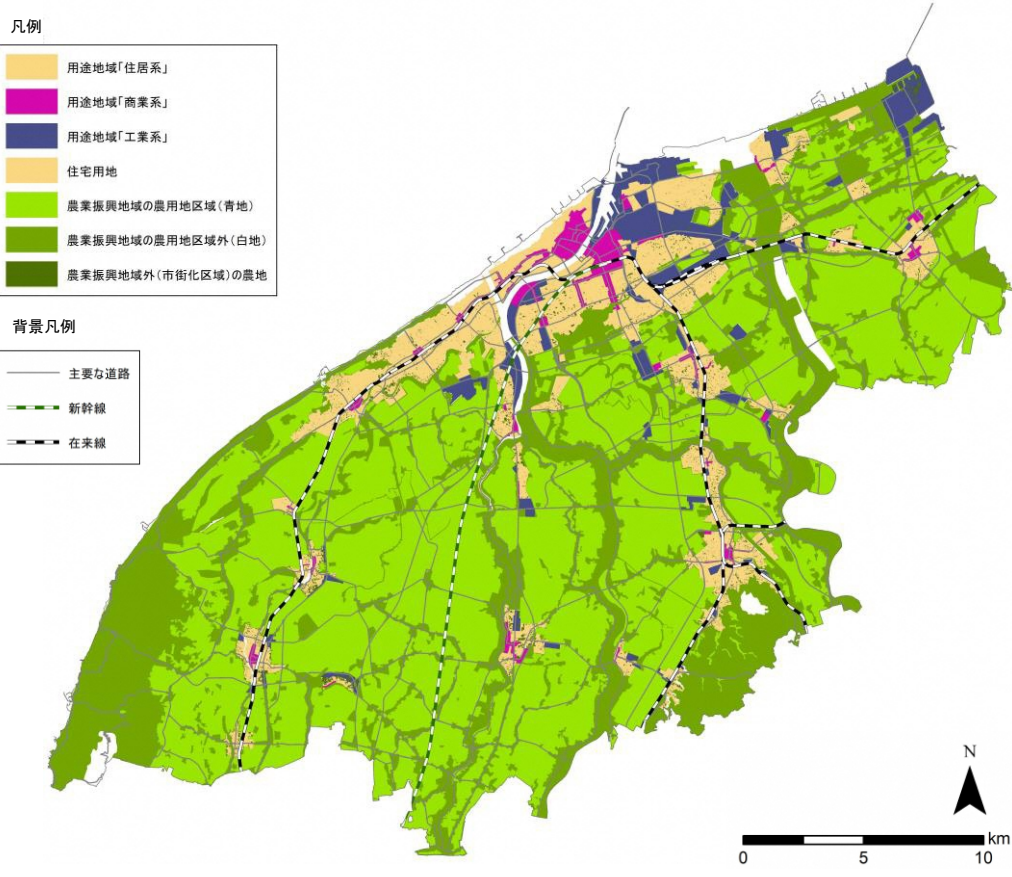 凡例
用途地域「住居系」
用途地域「商業系」
用途地域「工業系」
住宅用地
農業振興地域の農用地区域（青地）
農業振興地域の農用地区域外（白地）
農業振興地域外（市街化区域）の農地
背景凡例
主要な道路
新幹線
在来線
N
km
0 5 10